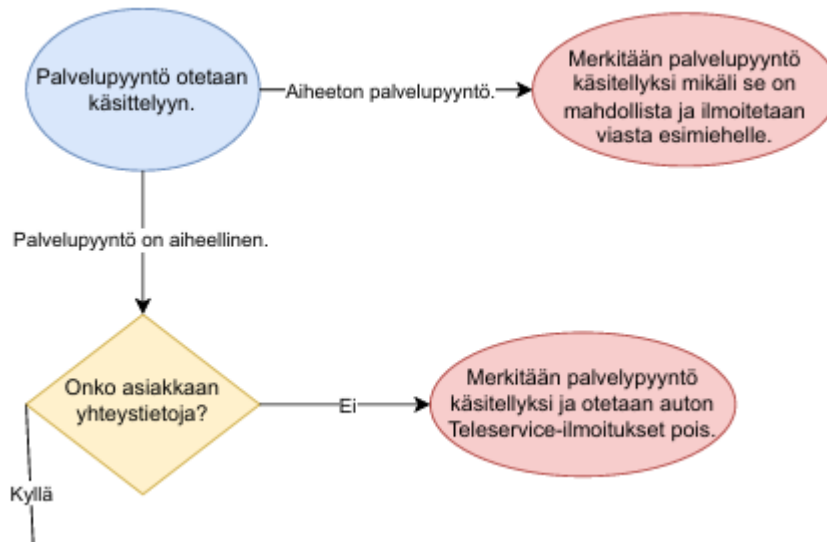 Palvelupyyntö otetaan
käsittelyyn.
Aiheeton palvelupyyntö.
Merkitään palvelupyyntö
käsitellyksi mikäli se on
mahdollista ja ilmoitetaan
viasta esimiehelle.
Palvelupyyntö on aiheellinen.
Onko asiakkaan
yhteystietoja?
Ei
Merkitään palvelypyyntö
käsitellyksi ja otetaan auton
Teleservice-ilmoitukset pois.
Kyllä